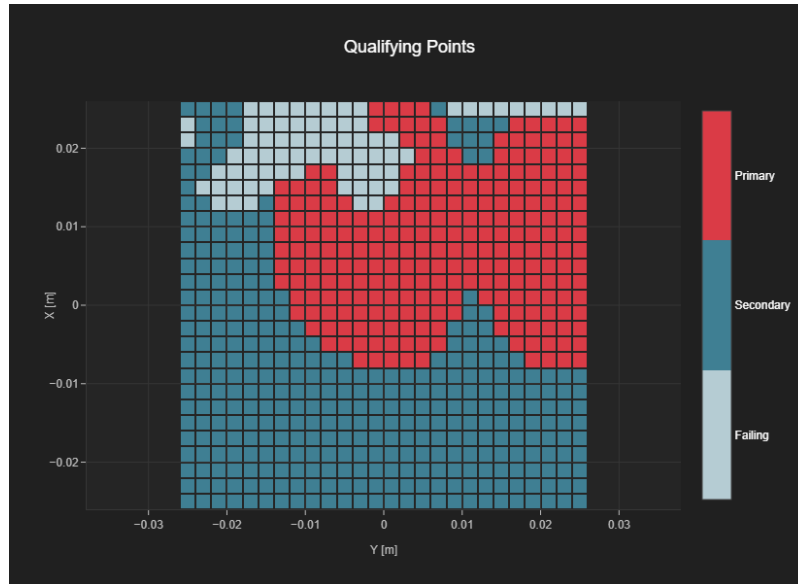 Qualifying Points
0.02
0.01
0
−0.01
−0.02
X [m]
−0.03
−0.02
−0.01
0
0.01
0.02
0.03
Y [m]
Primary
Secondary
Failing